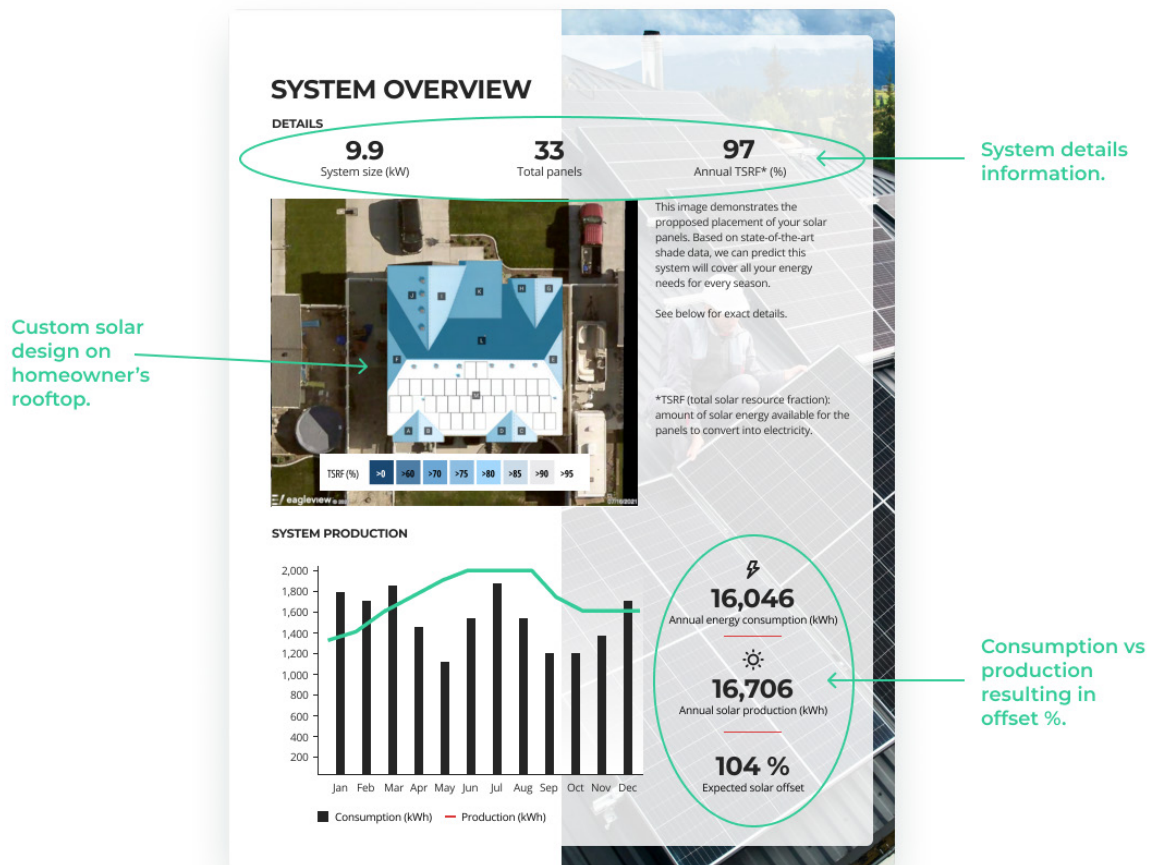 SYSTEM OVERVIEW
DETAILS
9.9
System size (kW)
33
Total panels
97
Annual TSRF* (%)
System details
information.
This image demonstrates the
propposed placement of your solar
panels. Based on state-of-the-art
shade data, we can predict this
system will cover all your energy
needs for every season.
See below for exact details.
*TSRF (total solar resource fraction):
amount of solar energy available for the
panels to convert into electricity.
Custom solar
design on
homeowner's
rooftop.
J
I
K
H
G
L
F
E
A
B
D
C
TSRF (%) >0 >60 >70 >75 >80 >85 >90 >95
eagleview
SYSTEM PRODUCTION
2,000
1,800
1,600
1,400
1,200
1,000
800
600
400
200
Jan Feb Mar Apr May Jun Jul Aug Sep Oct Nov Dec
Consumption (kWh) Production (kWh)
16,046
Annual energy consumption (kWh)
16,706
Annual solar production (kWh)
104 %
Expected solar offset
Consumption vs
production
resulting in
offset %.